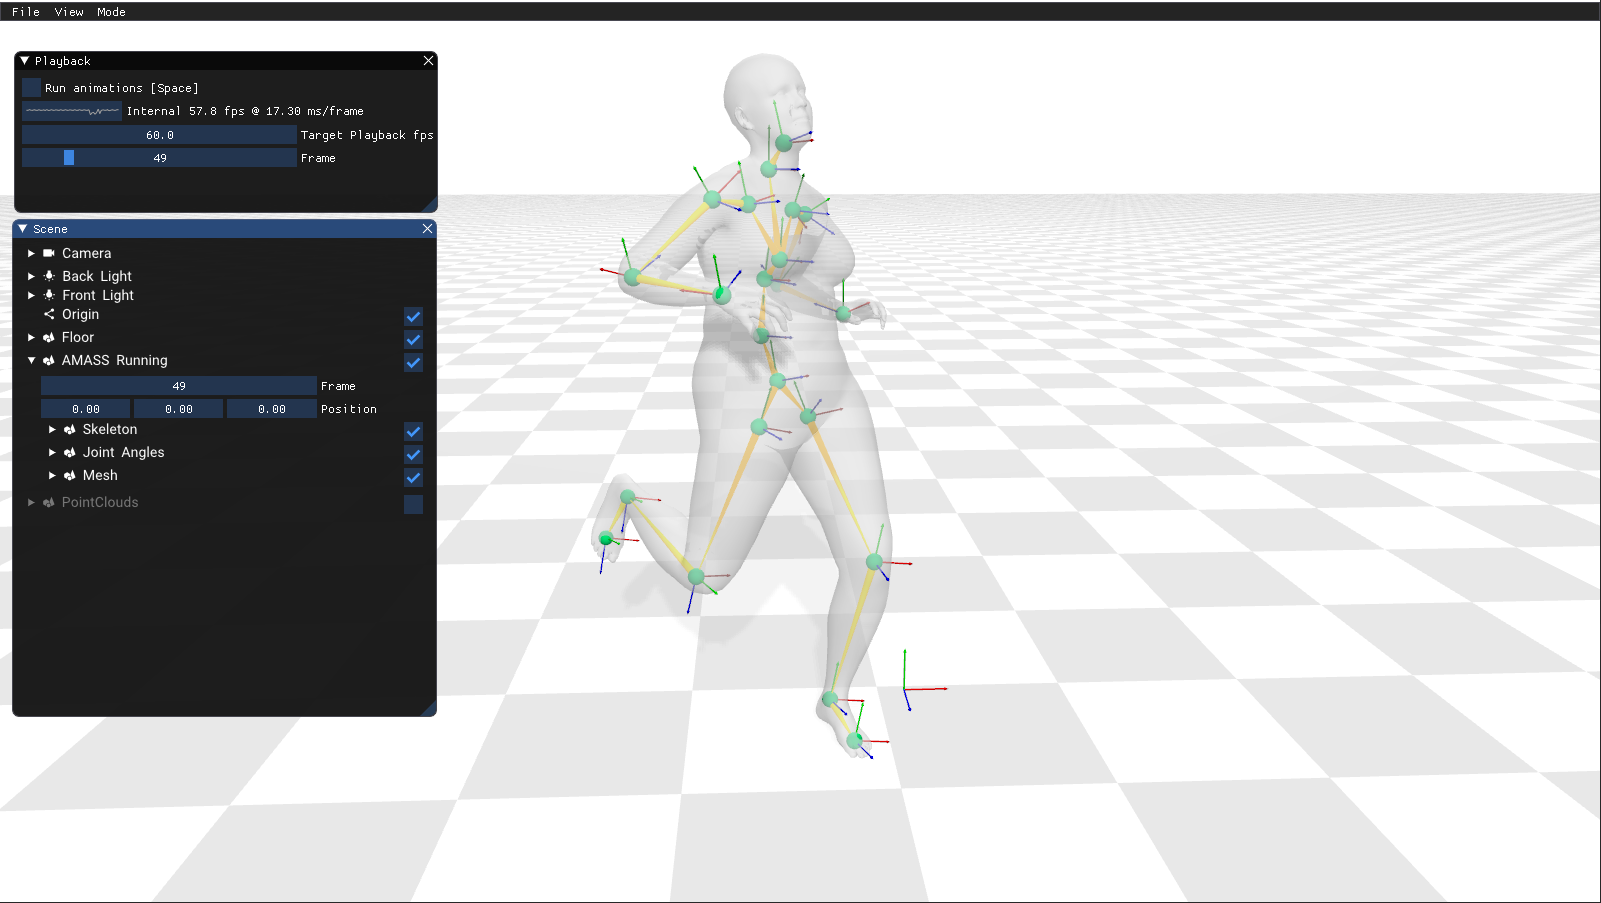 File View Mode
Playback
Run animations [Space]
Internal 57.8 fps @ 17.30 ms/frame
60.0 Target Playback fps
49 Frame
Scene
Camera
Back Light
Front Light
Origin
Floor
AMASS Running
49 Frame
0.00 0.00 0.00 Position
Skeleton
Joint Angles
Mesh
PointClouds